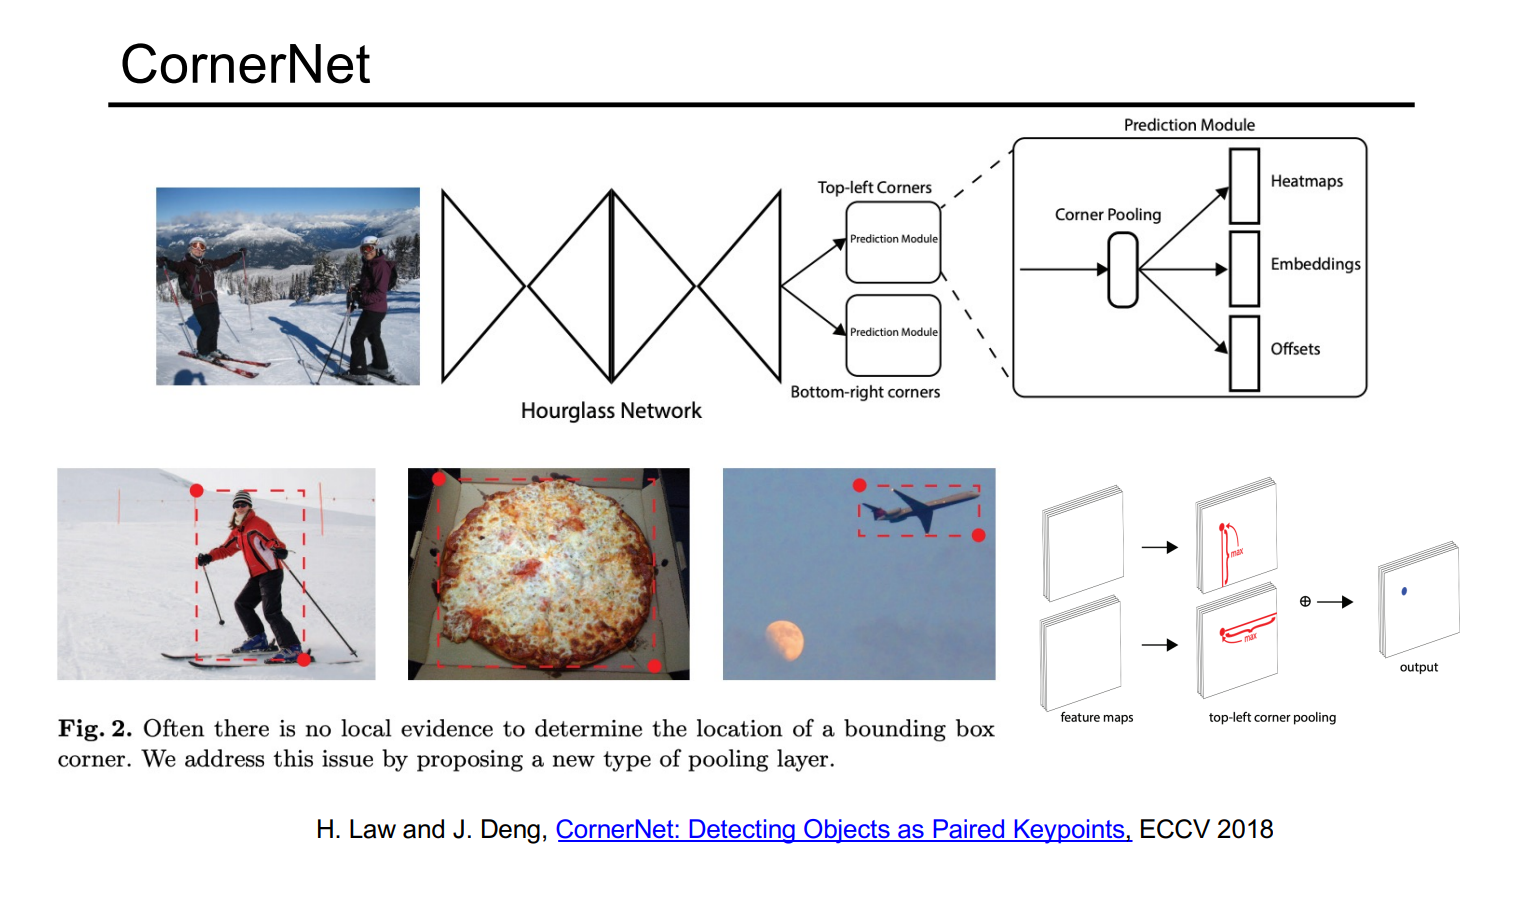 CornerNet
Prediction Module
Top-left Corners
Prediction Module
Prediction Module
Bottom-right corners
Hourglass Network
Corner Pooling
Heatmaps
Embeddings
Offsets
max
max
feature maps
top-left corner pooling
output
Fig. 2. Often there is no local evidence to determine the location of a bounding box
corner. We address this issue by proposing a new type of pooling layer.
H. Law and J. Deng, CornerNet: Detecting Objects as Paired Keypoints, ECCV 2018